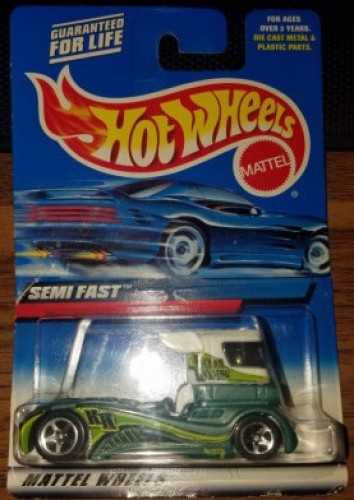 GUARANTEED
FOR LIFE
FOR AGES
OVER 3 YEARS.
DIE CAST METAL &
PLASTIC PARTS.
HOT WHEELS
MATTEL
®
SEMI FAST™
MATTEL WHEELS